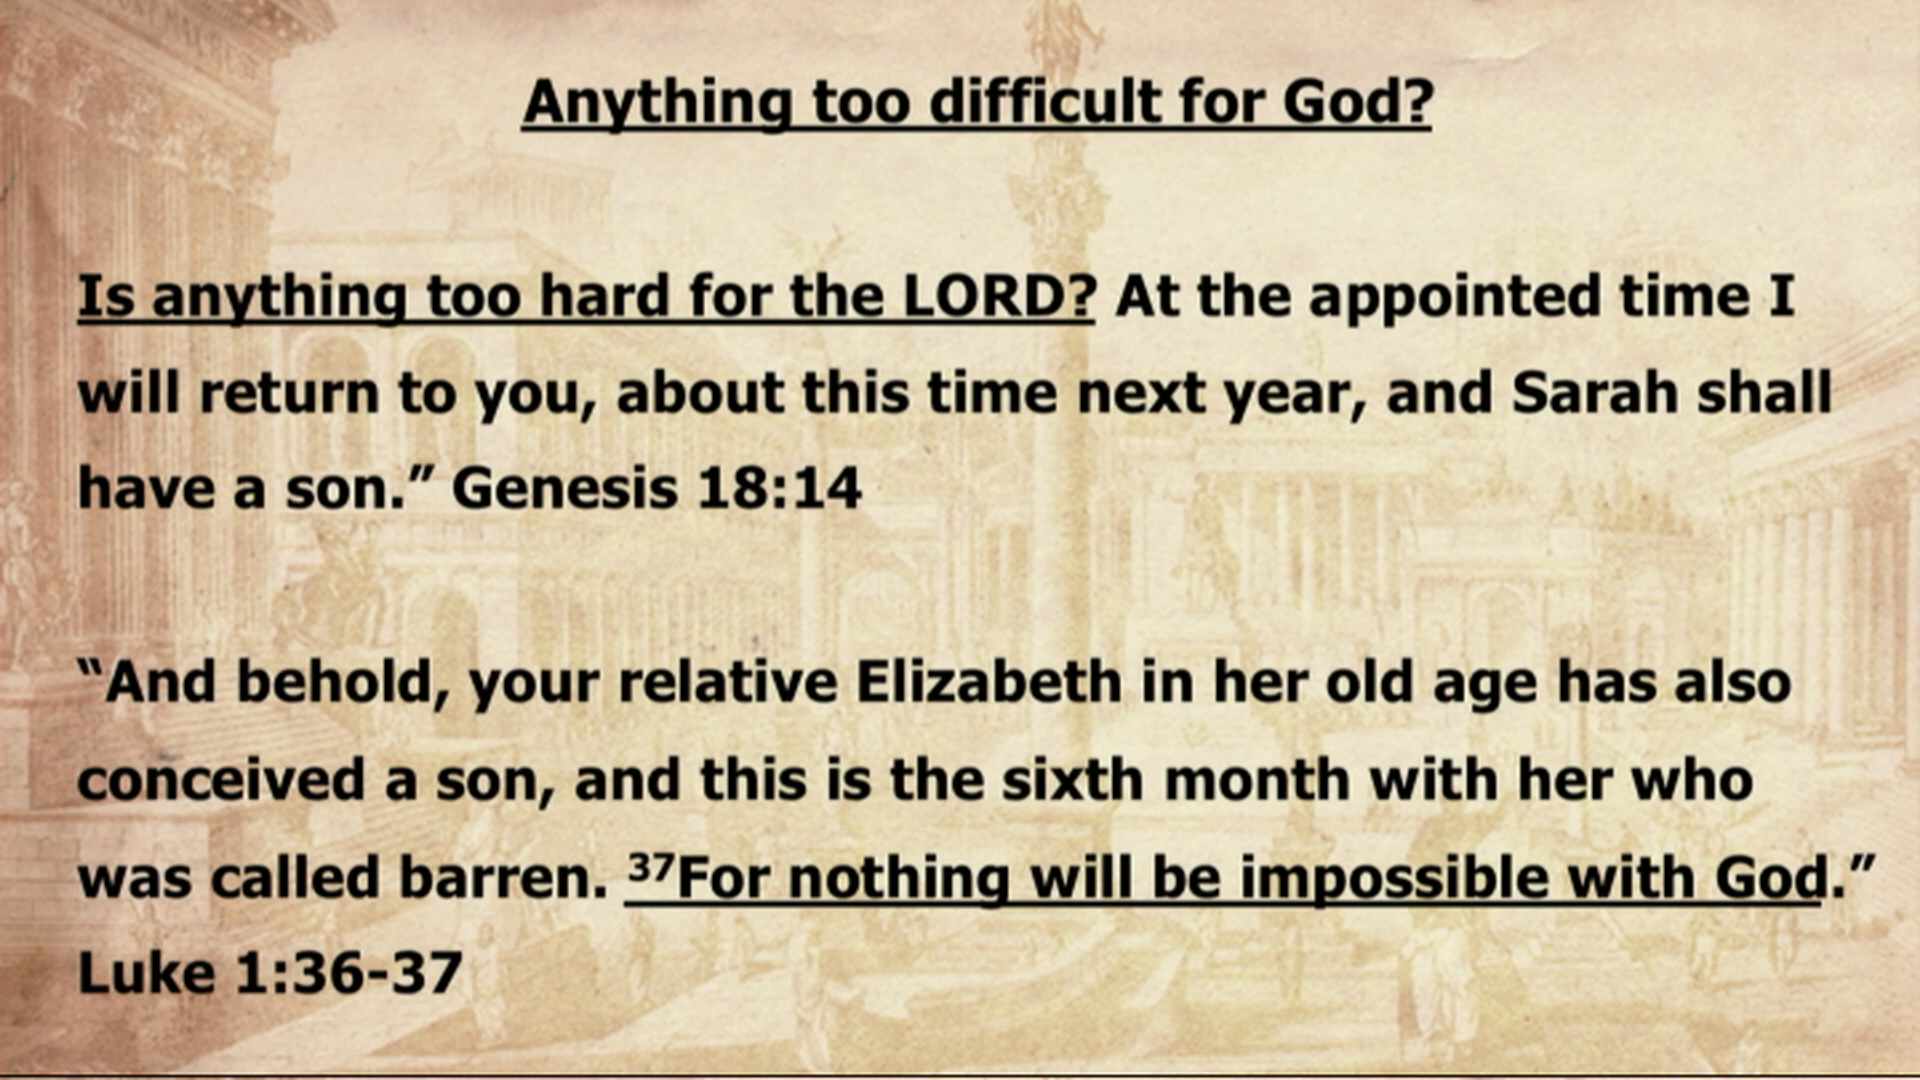 Anything too difficult for God?
Is anything too hard for the LORD? At the appointed time I
will return to you, about this time next year, and Sarah shall
have a son.” Genesis 18:14
“And behold, your relative Elizabeth in her old age has also
conceived a son, and this is the sixth month with her who
was called barren. ³⁷For nothing will be impossible with God.”
Luke 1:36-37